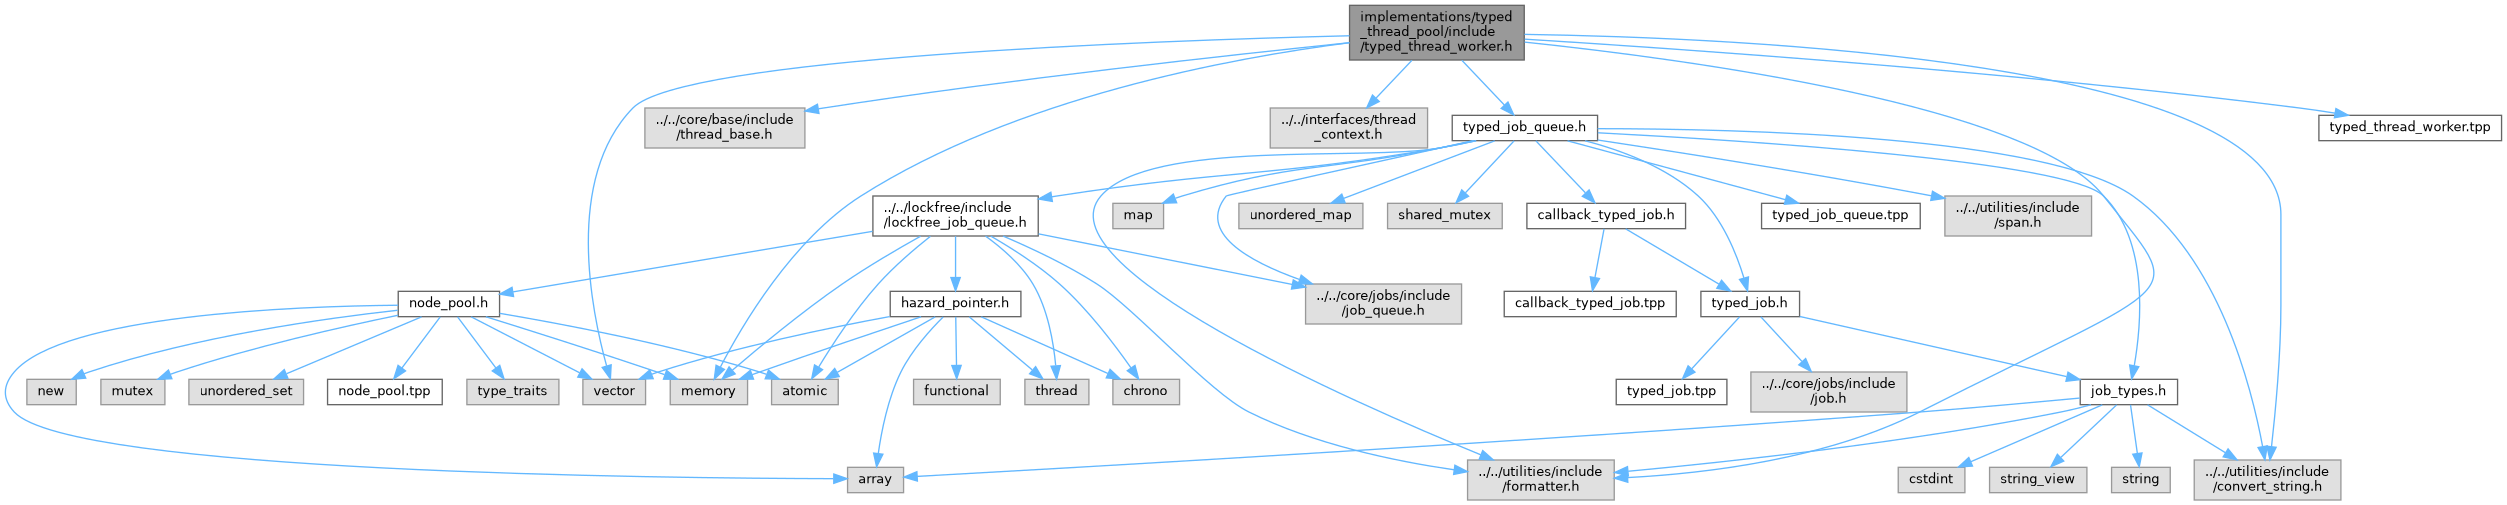 implementations/typed
_thread_pool/include
/typed_thread_worker.h
../../core/base/include
/thread_base.h
../../interfaces/thread
_context.h
typed_job_queue.h
typed_thread_worker.tpp
../../lockfree/include
/lockfree_job_queue.h
map
unordered_map
shared_mutex
callback_typed_job.h
typed_job_queue.tpp
../../utilities/include
/span.h
node_pool.h
hazard_pointer.h
../../core/jobs/include
/job_queue.h
callback_typed_job.tpp
typed_job.h
new
mutex
unordered_set
node_pool.tpp
type_traits
vector
memory
atomic
functional
thread
chrono
typed_job.tpp
../../core/jobs/include
/job.h
job_types.h
array
../../utilities/include
/formatter.h
cstdint
string_view
string
../../utilities/include
/convert_string.h